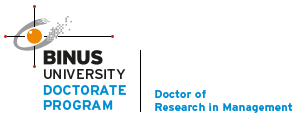 BINUS
UNIVERSITY
DOCTORATE
PROGRAM
Doctor of
Research in Management